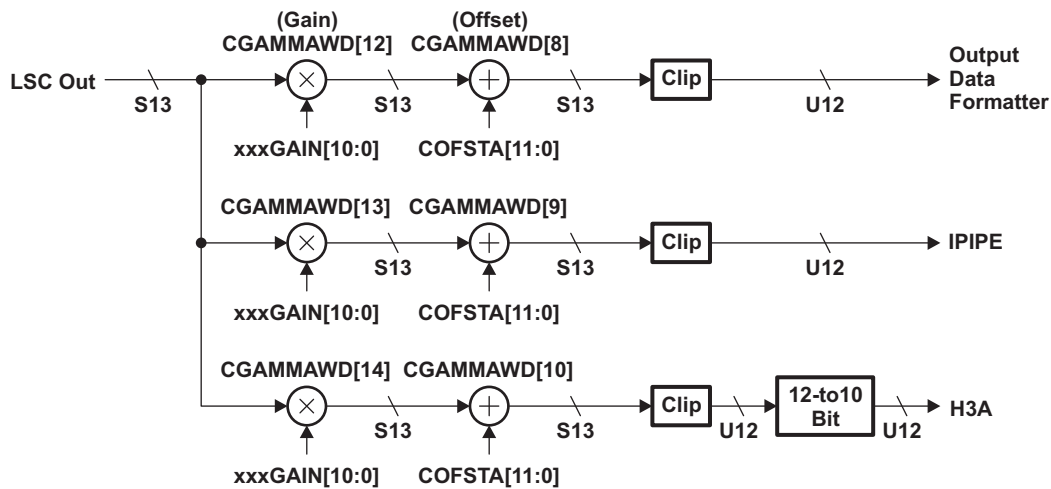 (Gain) (Offset)
CGAMMAWD[12] CGAMMAWD[8]
LSC Out S13 × S13 + S13 Clip U12 Output
Data
Formatter
xxxGAIN[10:0] COFSTA[11:0]
CGAMMAWD[13] CGAMMAWD[9]
× S13 + S13 Clip U12 IPIPE
xxxGAIN[10:0] COFSTA[11:0]
CGAMMAWD[14] CGAMMAWD[10]
× S13 + S13 Clip U12 12-to10
Bit U12 H3A
xxxGAIN[10:0] COFSTA[11:0]